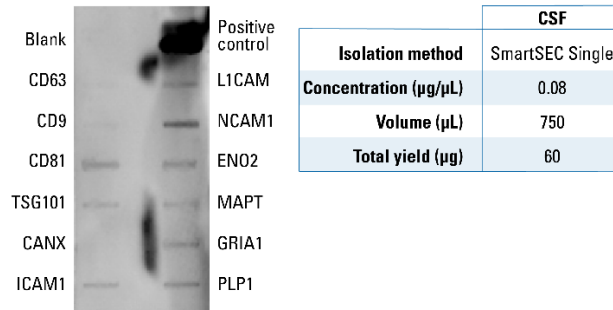 Blank
CD63
CD9
CD81
TSG101
CANX
ICAM1
Positive
control
L1CAM
NCAM1
ENO2
MAPT
GRIA1
PLP1
CSF
Isolation method SmartSEC Single
Concentration (µg/µL) 0.08
Volume (µL) 750
Total yield (µg) 60